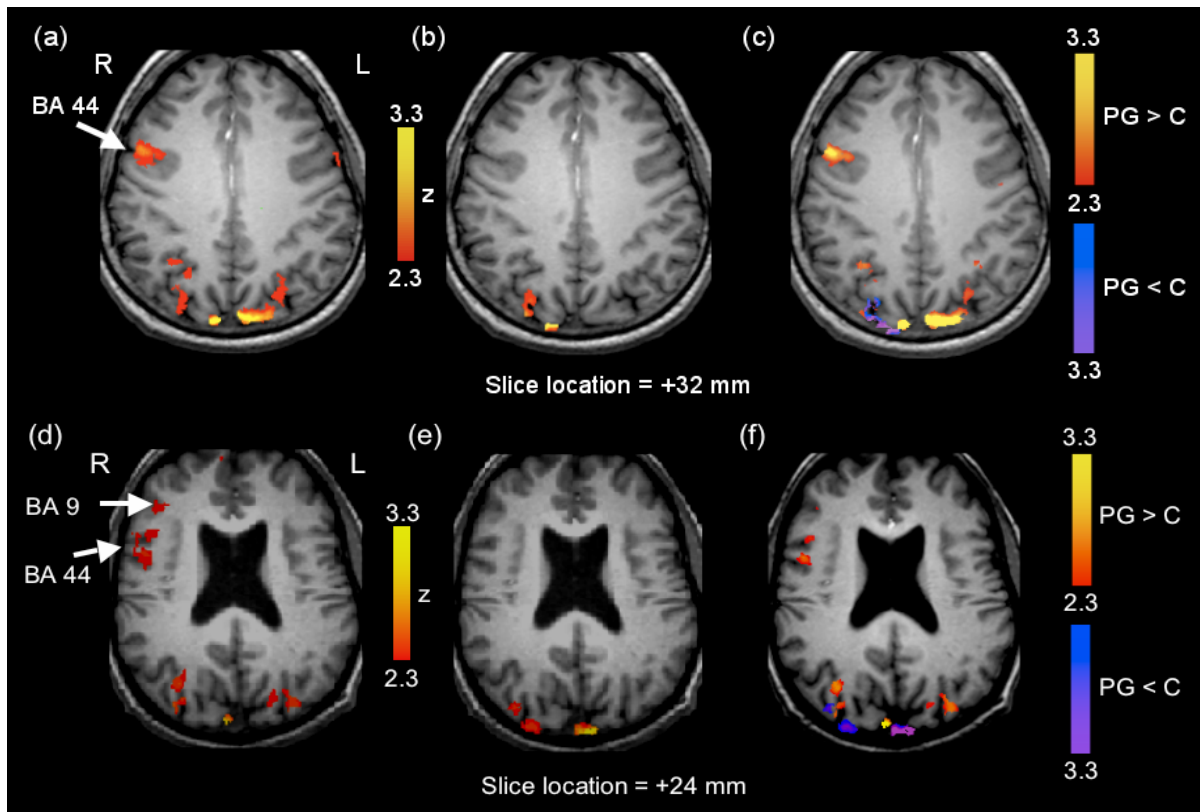 (a)
(b)
(c)
R
L
BA 44
3.3
z
2.3
3.3
PG > C
2.3
PG < C
3.3
Slice location = +32 mm
(d)
(e)
(f)
R
L
BA 9
BA 44
3.3
z
2.3
3.3
PG > C
2.3
PG < C
3.3
Slice location = +24 mm